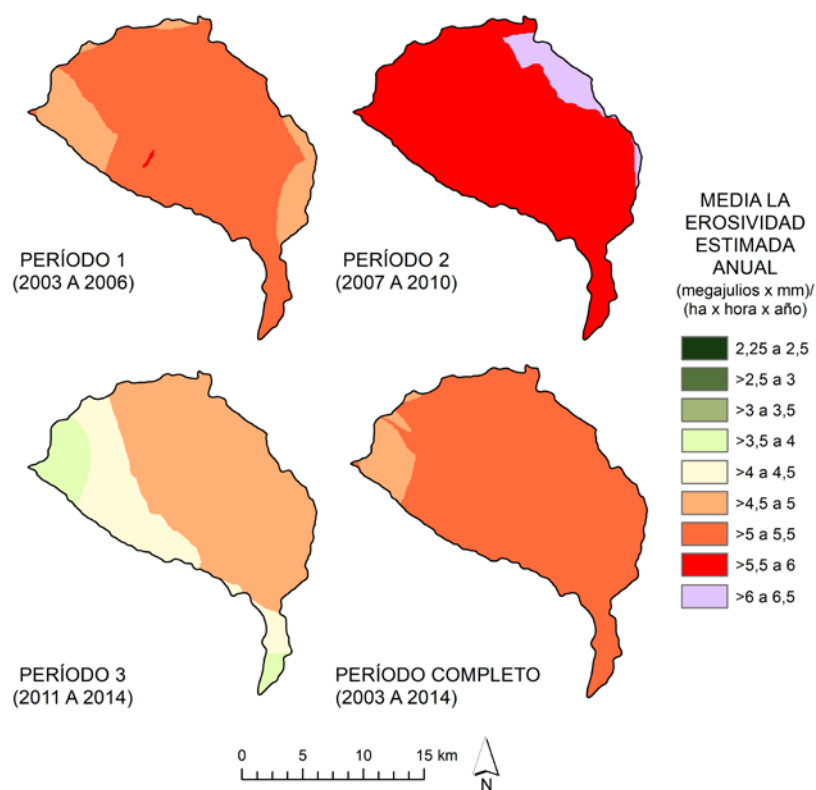 PERÍODO 1
(2003 A 2006)
PERÍODO 2
(2007 A 2010)
MEDIA LA
EROSIVIDAD
ESTIMADA
ANUAL
(megajulios x mm)/
(ha x hora x año)
2,25 a 2,5
>2,5 a 3
>3 a 3,5
>3,5 a 4
>4 a 4,5
>4,5 a 5
>5 a 5,5
>5,5 a 6
>6 a 6,5
PERÍODO 3
(2011 A 2014)
PERÍODO COMPLETO
(2003 A 2014)
0 5 10 15 km
N